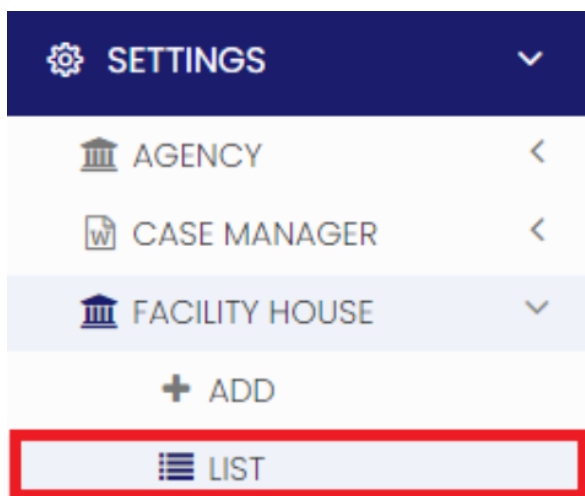 SETTINGS
AGENCY
CASE MANAGER
FACILITY HOUSE
ADD
LIST